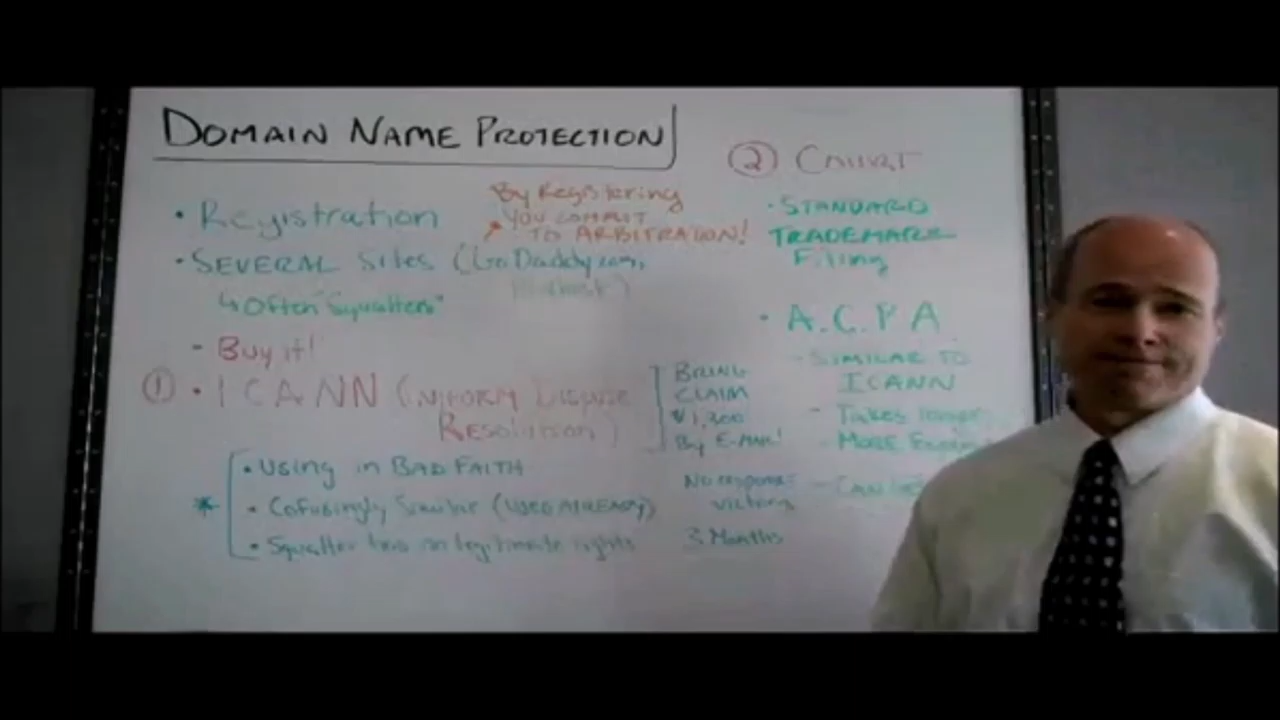 DOMAIN NAME PROTECTION
• Registration
By Registering
YOU COMMIT
TO ARBITRATION!
• SEVERAL Sites (GoDaddy.com,
↳ Often "Squatters"
- Buy it!
① • ICANN (UNIFORM Dispute
Resolution)
BRING
CLAIM
$1,300
By E-MAIL!
* • Using in BAD FAITH
• Cofusingly Similar (USED ALREADY)
• Squatter has no legitimate rights
No response
victory
3 Months
② COURT
• STANDARD
TRADEMARK
Filing
• A.C.P.A
- SIMILAR TO
ICANN
- Takes longer
- MORE
- CAN